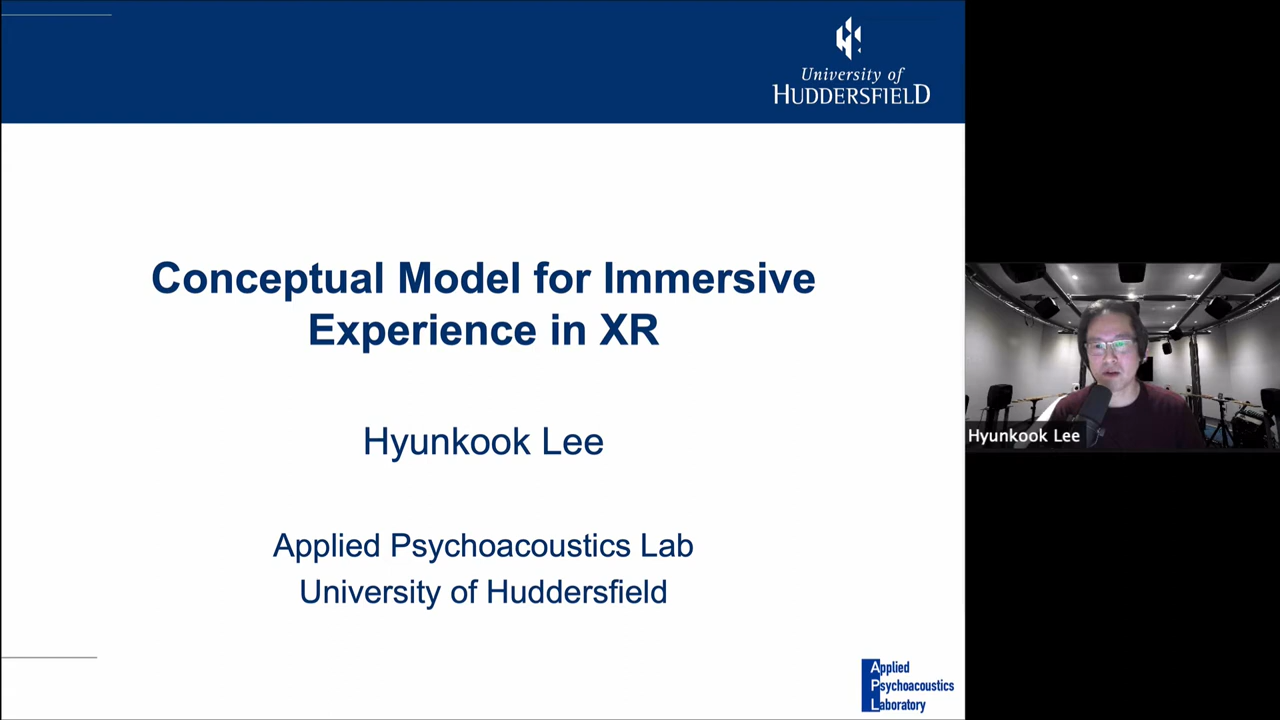 University of
HUDDERSFIELD
Conceptual Model for Immersive
Experience in XR
Hyunkook Lee
Applied Psychoacoustics Lab
University of Huddersfield
Applied
Psychoacoustics
Laboratory
Hyunkook Lee